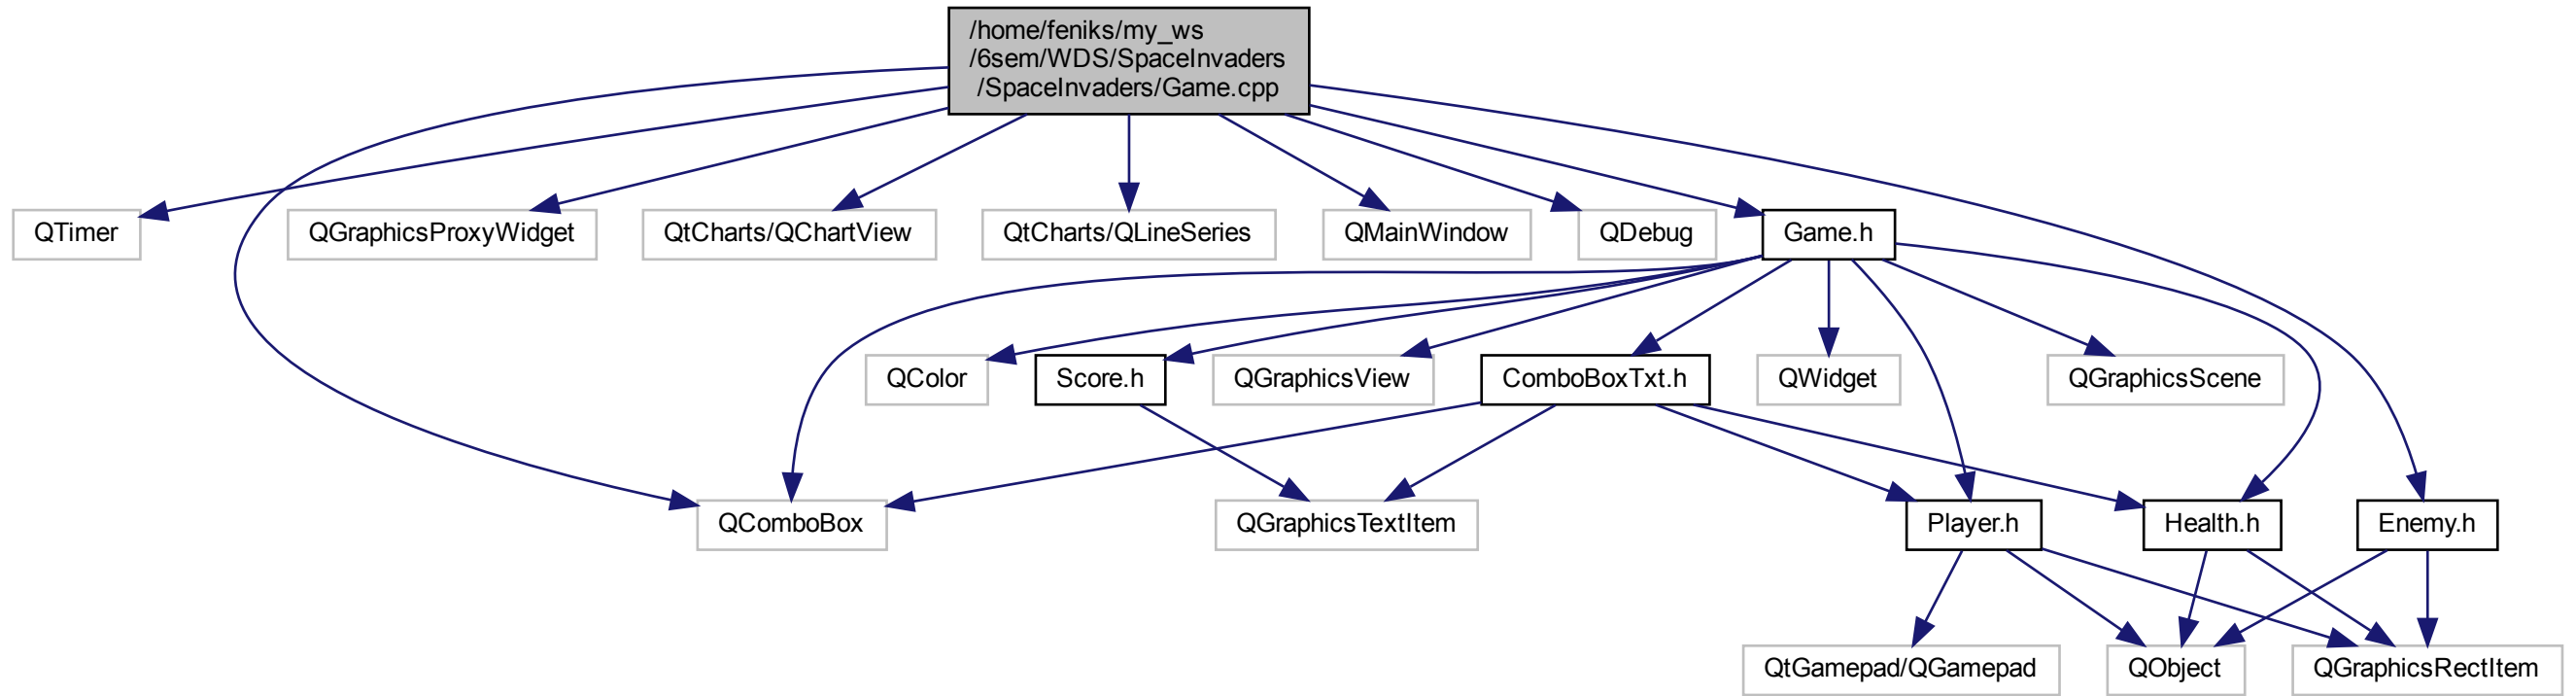 /home/feniks/my_ws
/6sem/WDS/SpaceInvaders
/SpaceInvaders/Game.cpp
QTimer
QGraphicsProxyWidget
QtCharts/QChartView
QtCharts/QLineSeries
QMainWindow
QDebug
Game.h
QColor
Score.h
QGraphicsView
ComboBoxTxt.h
QWidget
QGraphicsScene
QComboBox
QGraphicsTextItem
Player.h
Health.h
Enemy.h
QtGamepad/QGamepad
QObject
QGraphicsRectItem